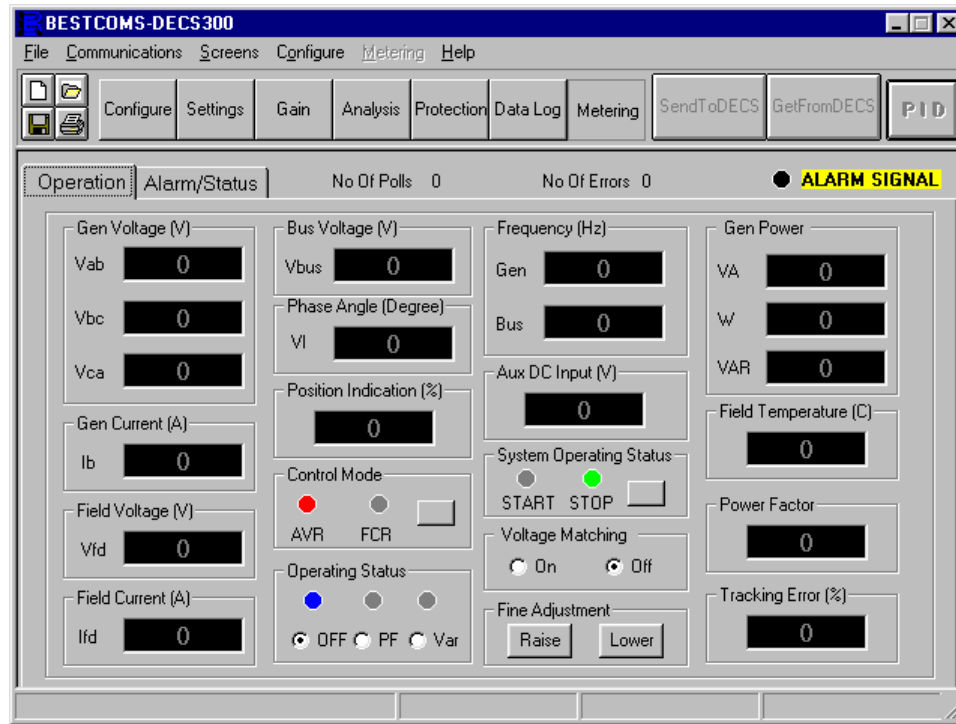 BESTCOMS-DECS300
File Communications Screens Configure Metering Help
Configure Settings Gain Analysis Protection Data Log Metering SendToDECS GetFromDECS PID
Operation Alarm/Status No Of Polls 0 No Of Errors 0 ALARM SIGNAL
Gen Voltage (V)
Vab 0
Vbc 0
Vca 0
Gen Current (A)
Ib 0
Field Voltage (V)
Vfd 0
Field Current (A)
Ifd 0
Bus Voltage (V)
Vbus 0
Phase Angle (Degree)
VI 0
Position Indication (%)
0
Control Mode
AVR FCR
Operating Status
OFF PF Var
Frequency (Hz)
Gen 0
Bus 0
Aux DC Input (V)
0
System Operating Status
START STOP
Voltage Matching
On Off
Fine Adjustment
Raise Lower
Gen Power
VA 0
W 0
VAR 0
Field Temperature (C)
0
Power Factor
0
Tracking Error (%)
0